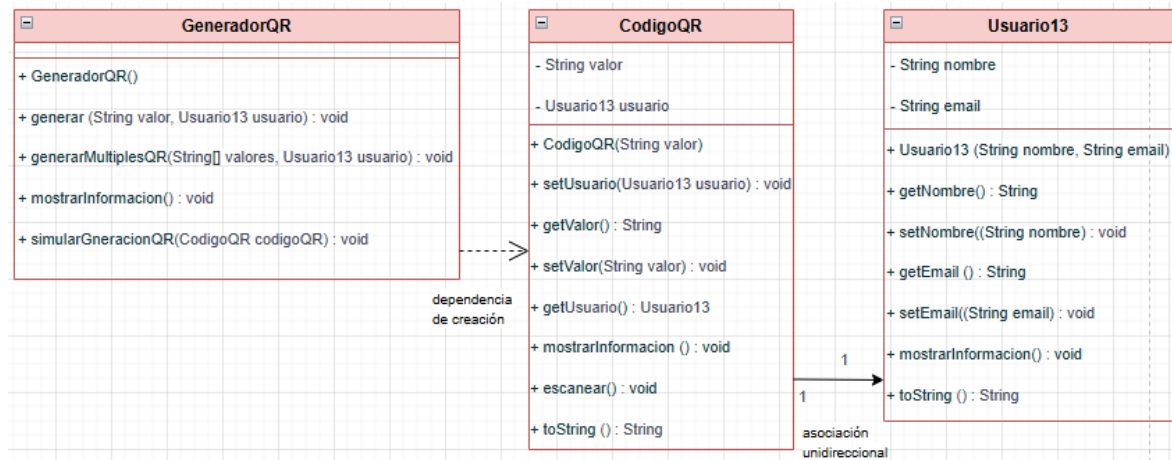 GeneradorQR
+ GeneradorQR()
+ generar (String valor, Usuario13 usuario) : void
+ generarMultiplesQR(String[] valores, Usuario13 usuario) : void
+ mostrarInformacion() : void
+ simularGneracionQR(CodigoQR codigoQR) : void
dependencia
de creación
CodigoQR
- String valor
- Usuario13 usuario
+ CodigoQR(String valor)
+ setUsuario(Usuario13 usuario) : void
+ getValor() : String
+ setValor(String valor) : void
+ getUsuario() : Usuario13
+ mostrarInformacion () : void
+ escanear() : void
+ toString () : String
1
1
asociación
unidireccional
Usuario13
- String nombre
- String email
+ Usuario13 (String nombre, String email)
+ getNombre() : String
+ setNombre((String nombre) : void
+ getEmail () : String
+ setEmail((String email) : void
+ mostrarInformacion() : void
+ toString () : String